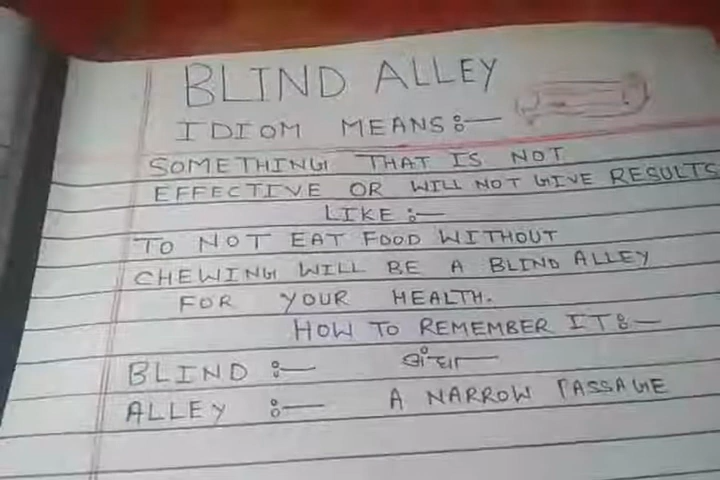 BLIND ALLEY
IDIOM MEANS:—
SOMETHING THAT IS NOT
EFFECTIVE OR WILL NOT GIVE RESULTS
LIKE:—
TO NOT EAT FOOD WITHOUT
CHEWING WILL BE A BLIND ALLEY
FOR YOUR HEALTH.
HOW TO REMEMBER IT:—
BLIND :— अंधा
ALLEY :— A NARROW PASSAGE